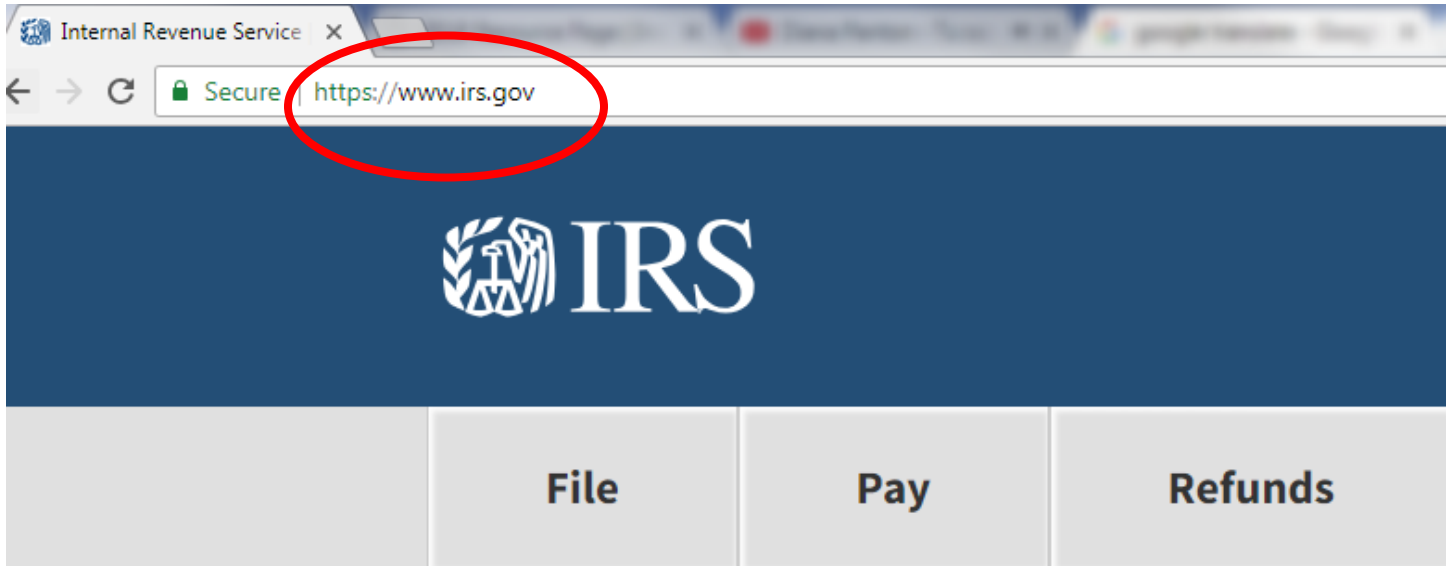 Internal Revenue Service
Secure | https://www.irs.gov
IRS
File Pay Refunds